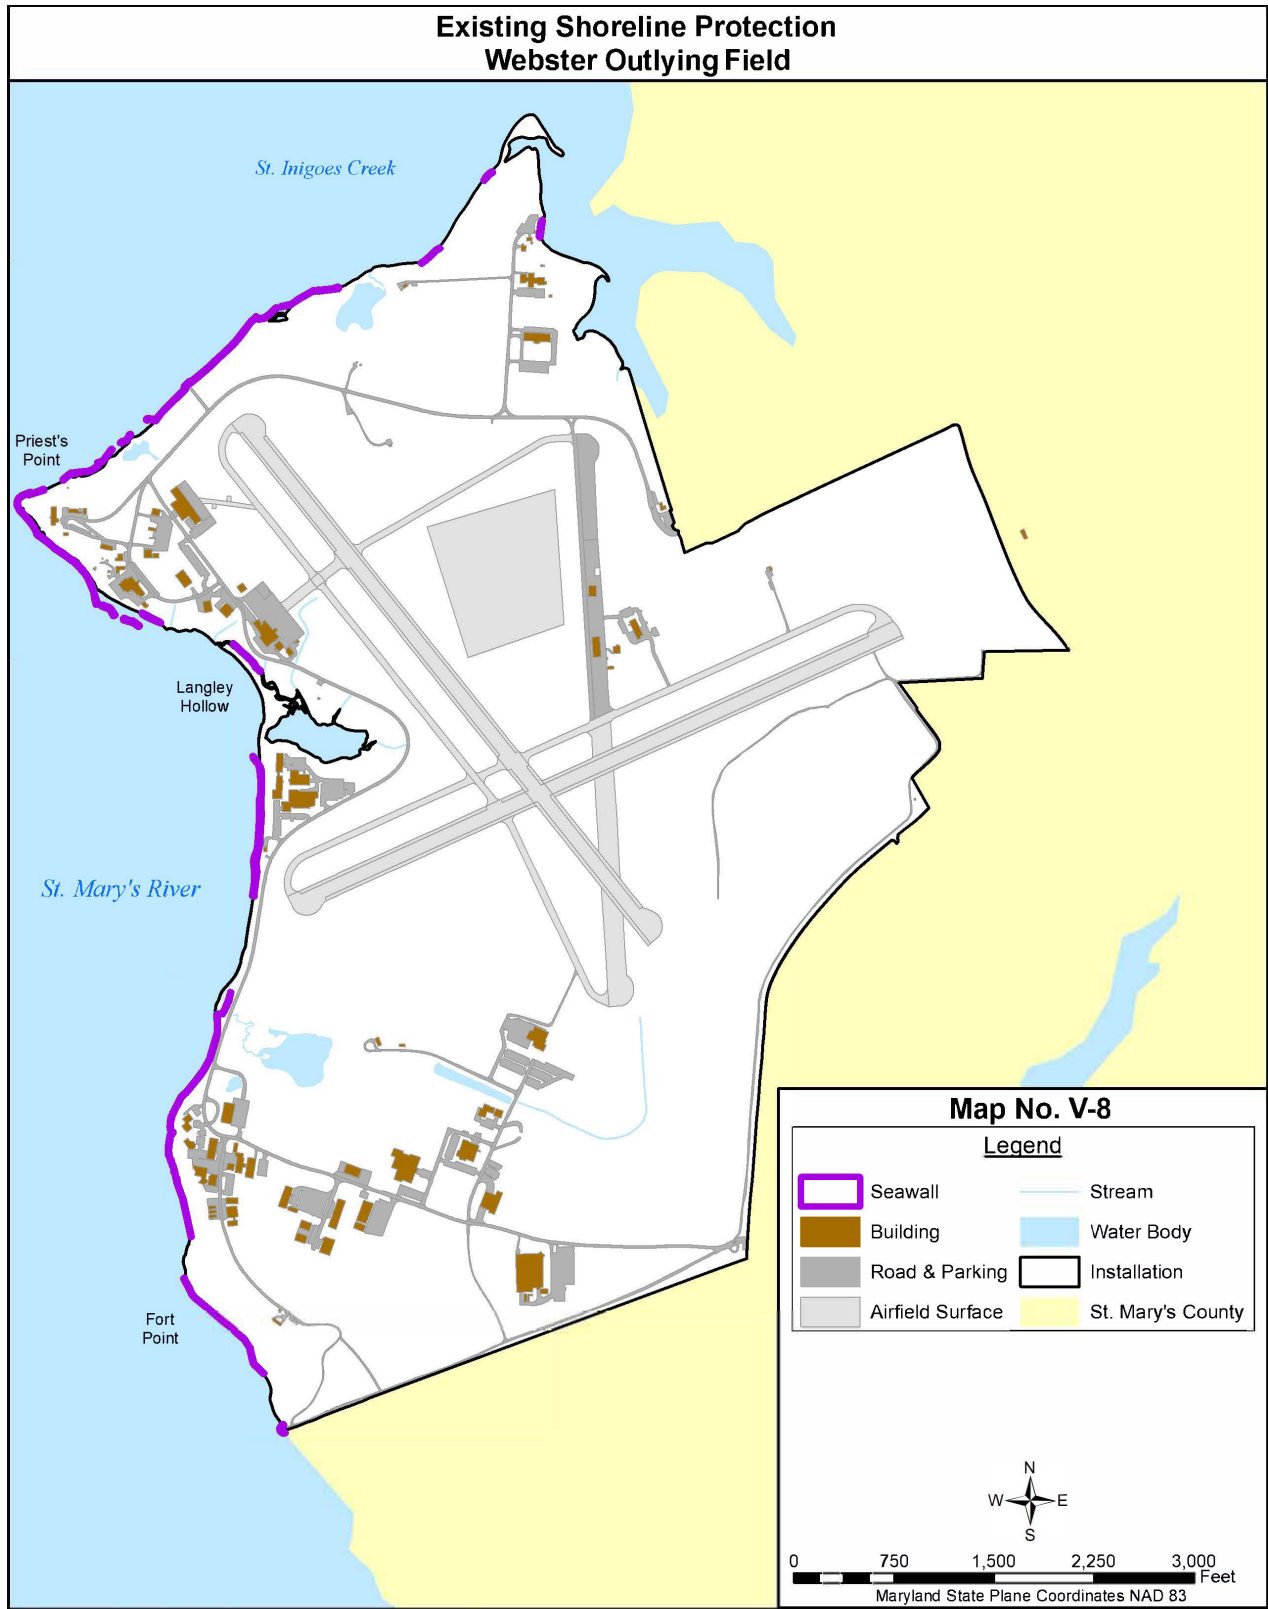 Existing Shoreline Protection
Webster Outlying Field
St. Inigoes Creek
Priest's
Point
Langley
Hollow
St. Mary's River
Fort
Point
Map No. V-8
Legend
Seawall
Stream
Building
Water Body
Road & Parking
Installation
Airfield Surface
St. Mary's County
N
W E
S
0 750 1,500 2,250 3,000
Feet
Maryland State Plane Coordinates NAD 83